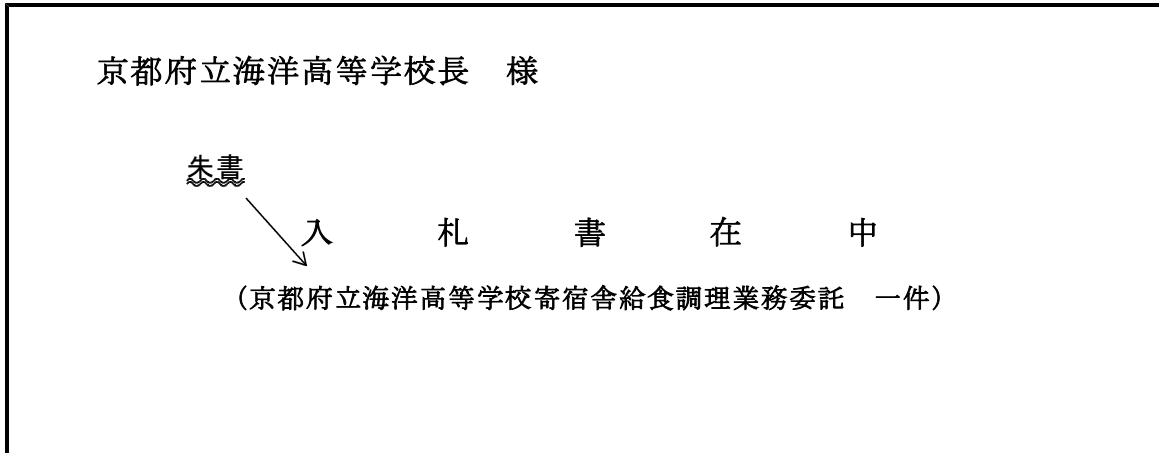 京都府立海洋高等学校長　様
朱書
入　札　書　在　中
（京都府立海洋高等学校寄宿舎給食調理業務委託　一件）